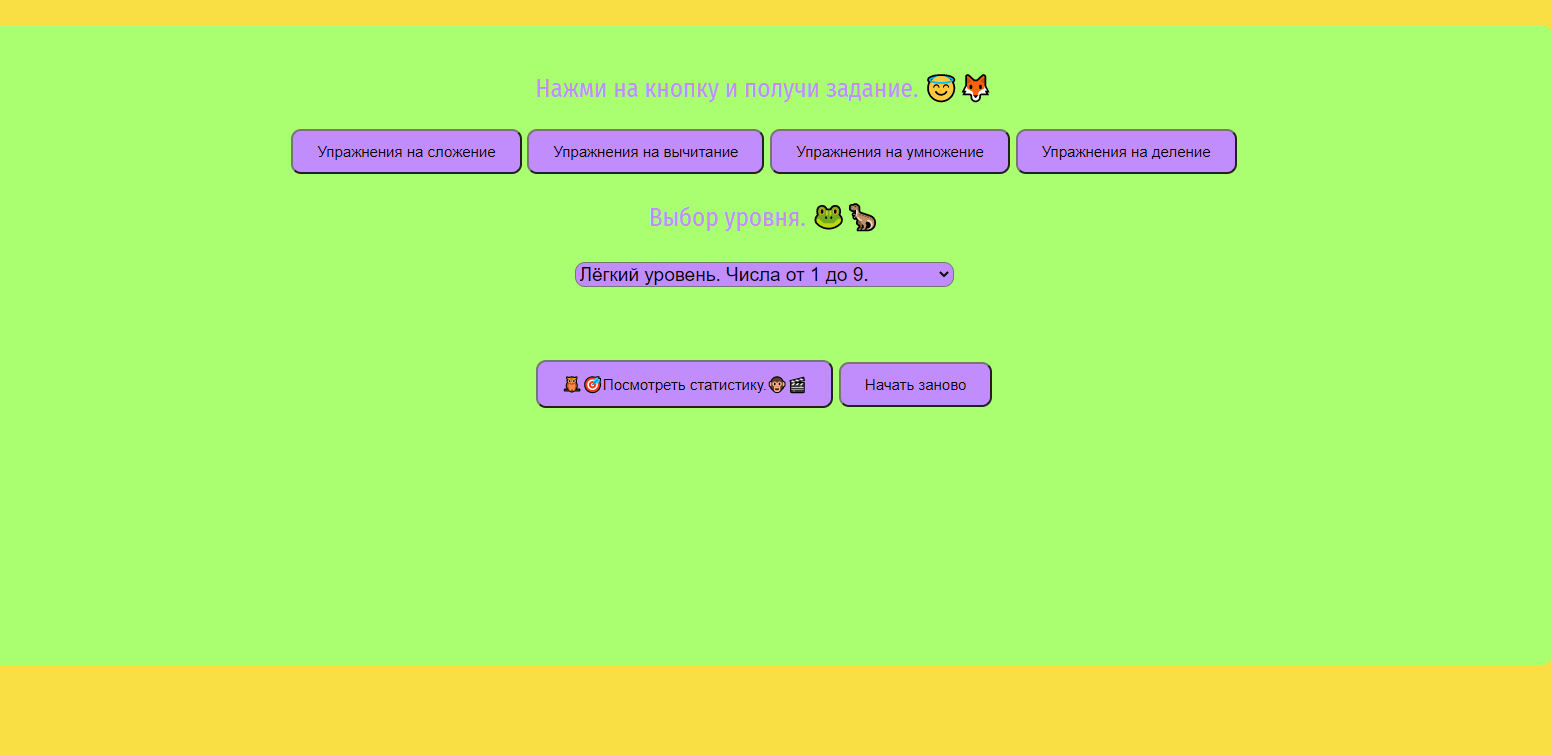 Нажми на кнопку и получи задание. 😇🦊
Упражнения на сложение Упражнения на вычитание Упражнения на умножение Упражнения на деление
Выбор уровня. 🐸🦖
Лёгкий уровень. Числа от 1 до 9.
🦉🎯Посмотреть статистику.🐵🎬 Начать заново